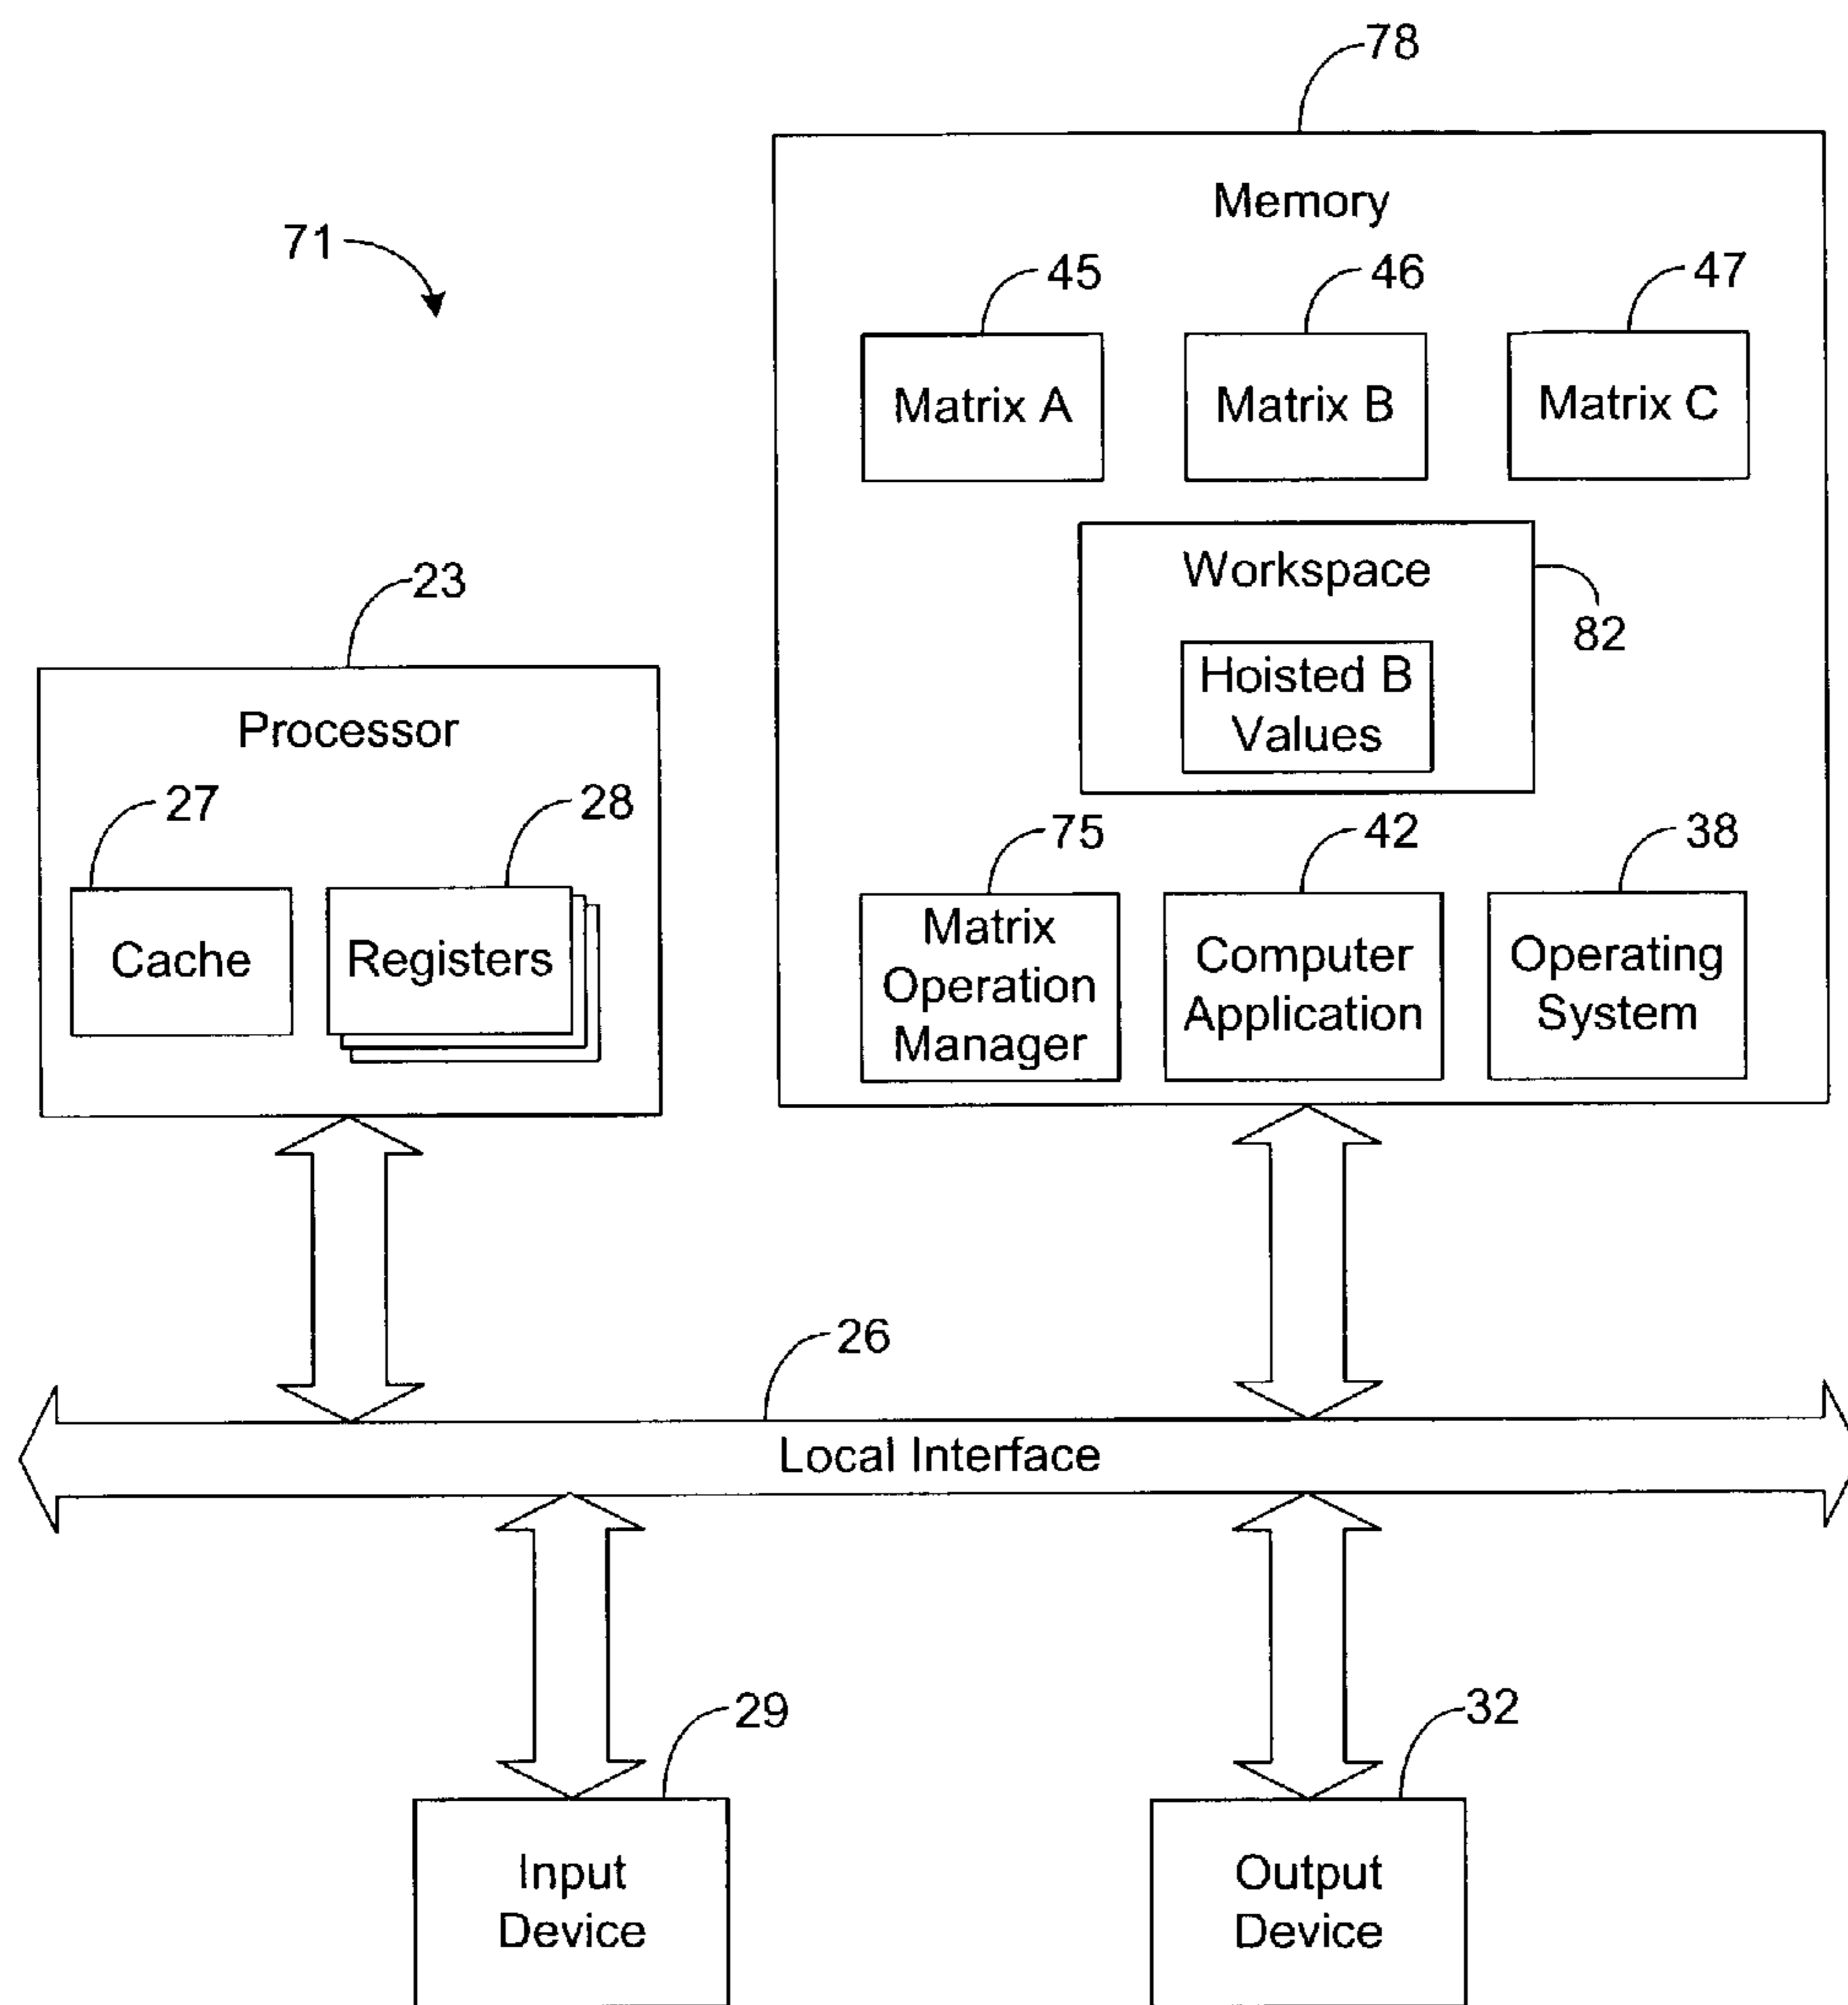 78
Memory
71
45
46
47
Matrix A
Matrix B
Matrix C
Workspace
82
Hoisted B
Values
23
Processor
27
28
Cache
Registers
75
42
38
Matrix
Operation
Manager
Computer
Application
Operating
System
26
Local Interface
29
32
Input
Device
Output
Device